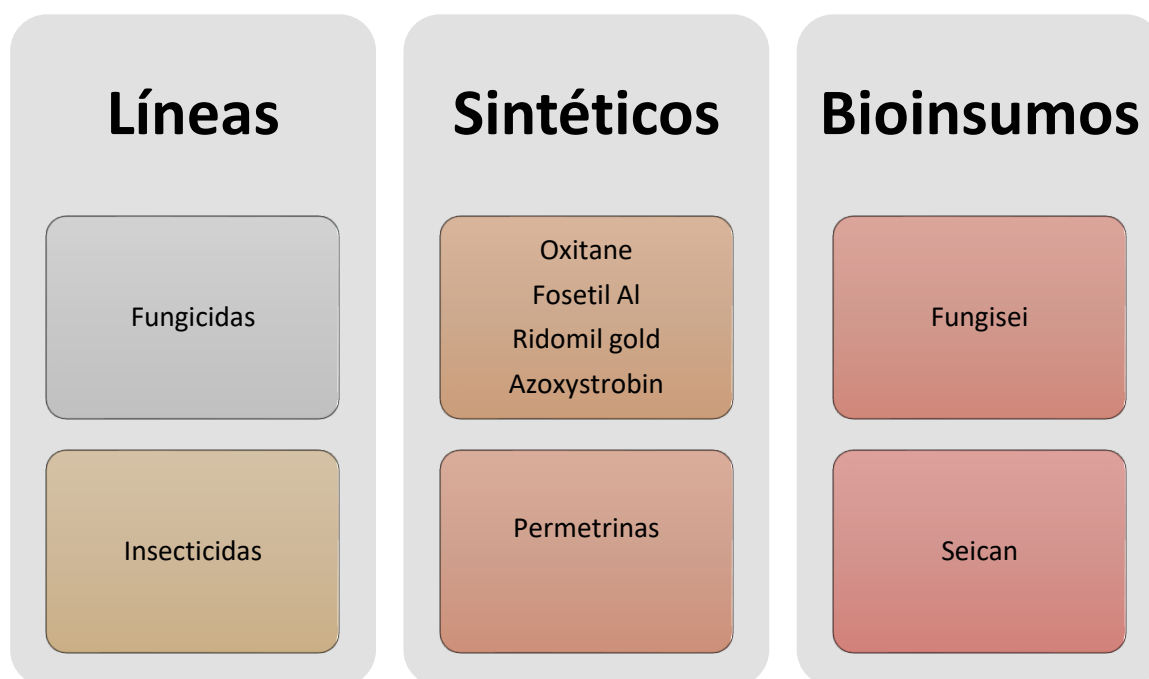 Líneas
Fungicidas
Insecticidas
Sintéticos
Oxitane
Fosetil Al
Ridomil gold
Azoxystrobin
Permetrinas
Bioinsumos
Fungisei
Seican